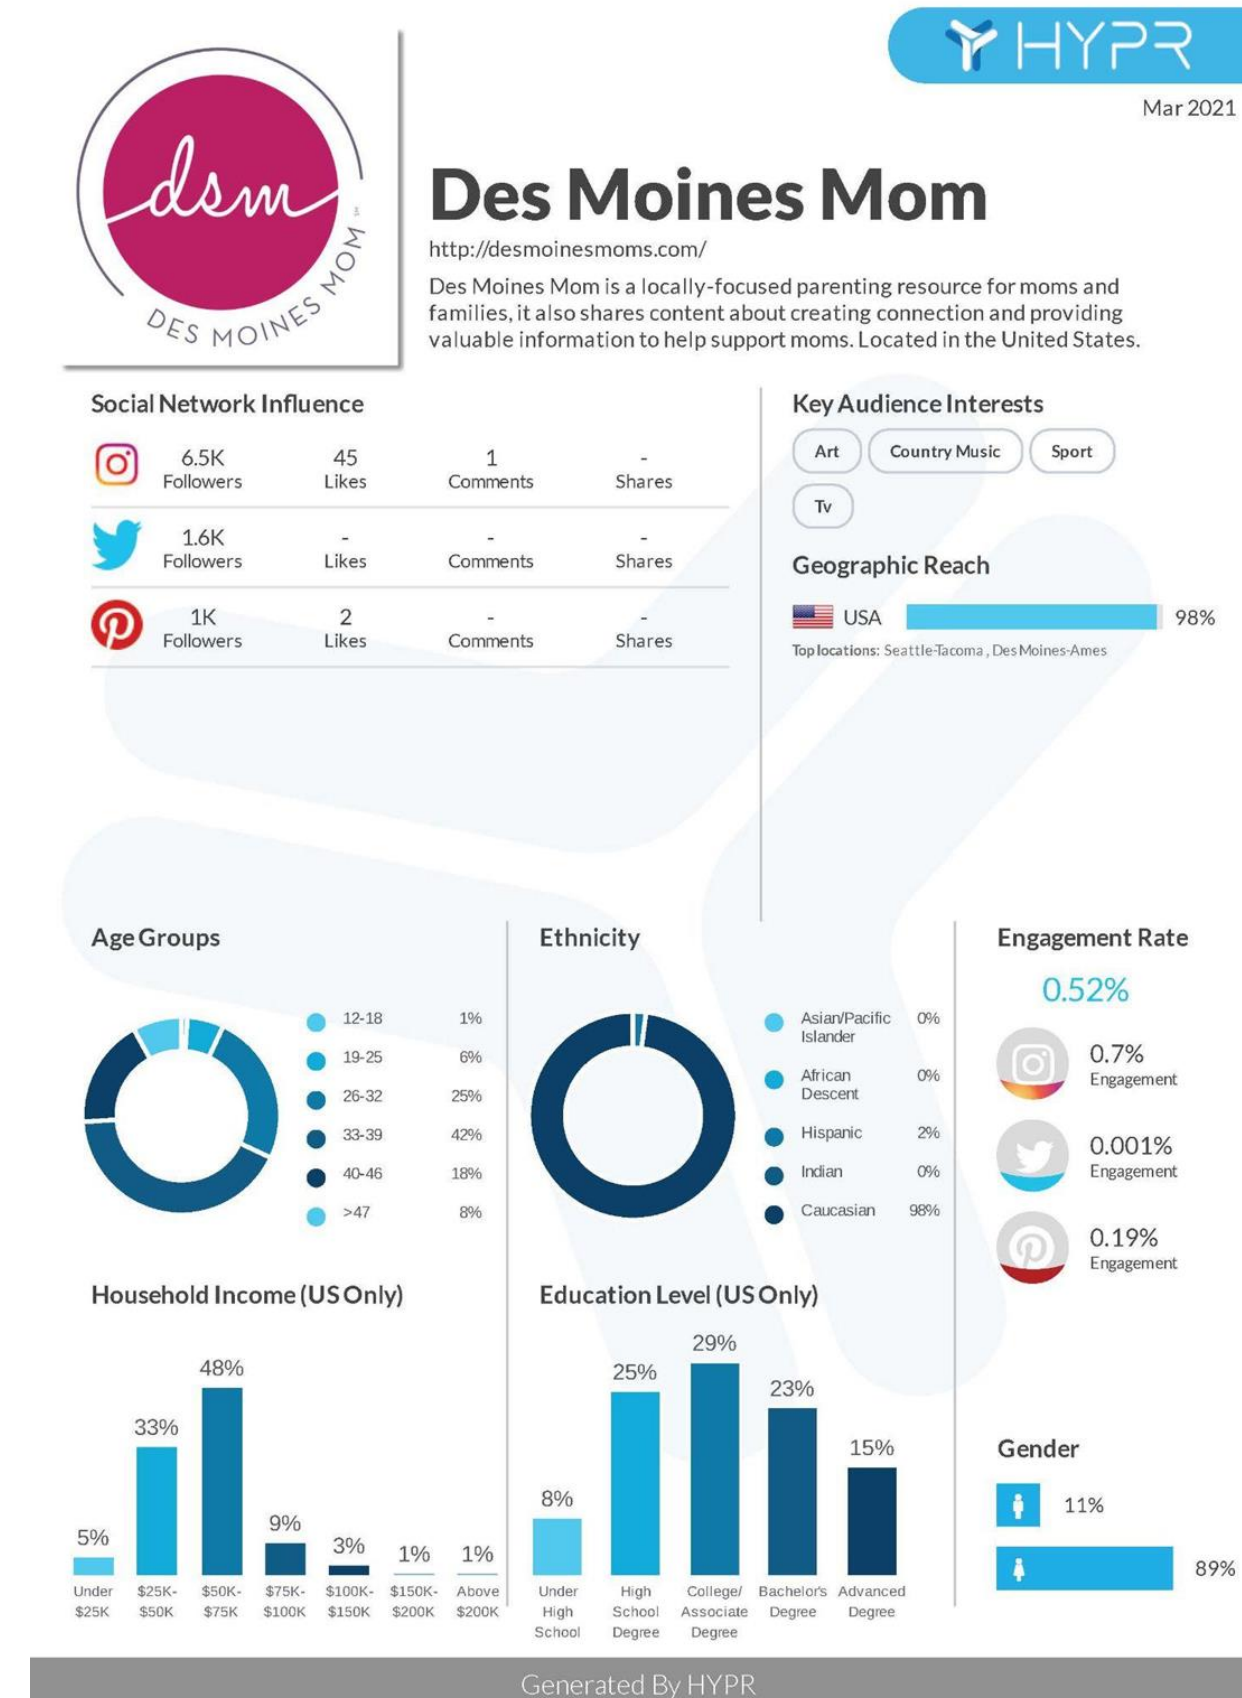 HYPR
Mar 2021
dsm
DES MOINES MOM
Des Moines Mom
http://desmoinesmoms.com/
Des Moines Mom is a locally-focused parenting resource for moms and
families, it also shares content about creating connection and providing
valuable information to help support moms. Located in the United States.
Social Network Influence
6.5K 45 1 -
Followers Likes Comments Shares
1.6K - - -
Followers Likes Comments Shares
1K 2 - -
Followers Likes Comments Shares
Key Audience Interests
Art Country Music Sport
Tv
Geographic Reach
USA 98%
Top locations: Seattle-Tacoma , Des Moines-Ames
Age Groups
12-18 1%
19-25 6%
26-32 25%
33-39 42%
40-46 18%
>47 8%
Ethnicity
Asian/Pacific 0%
Islander
African 0%
Descent
Hispanic 2%
Indian 0%
Caucasian 98%
Engagement Rate
0.52%
0.7%
Engagement
0.001%
Engagement
0.19%
Engagement
Household Income (US Only)
5% 33% 48% 9% 3% 1% 1%
Under $25K- $50K- $75K- $100K- $150K- Above
$25K $50K $75K $100K $150K $200K $200K
Education Level (US Only)
8% 25% 29% 23% 15%
Under High College/ Bachelor's Advanced
High School Associate Degree Degree
School Degree Degree
Gender
11%
89%
Generated By HYPR